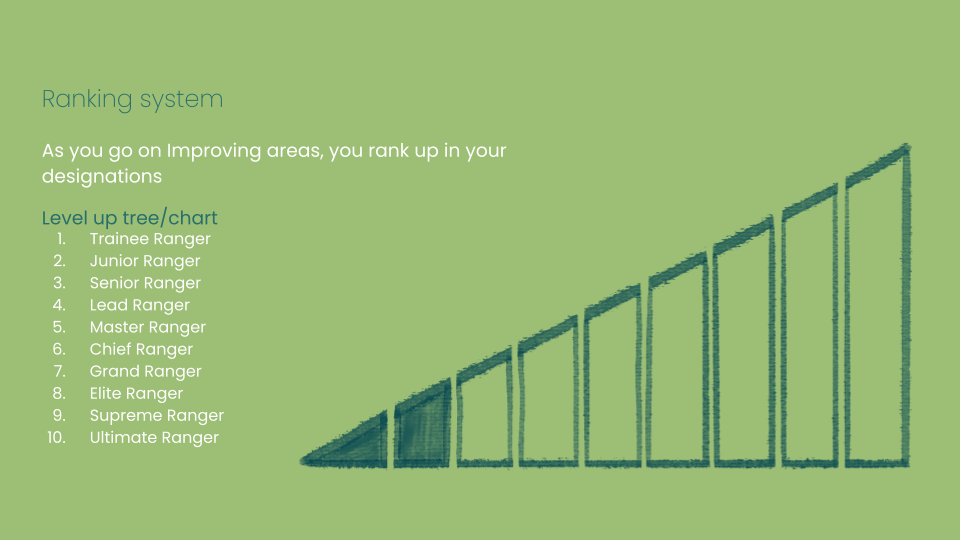 Ranking system
As you go on Improving areas, you rank up in your
designations
Level up tree/chart
1. Trainee Ranger
2. Junior Ranger
3. Senior Ranger
4. Lead Ranger
5. Master Ranger
6. Chief Ranger
7. Grand Ranger
8. Elite Ranger
9. Supreme Ranger
10. Ultimate Ranger